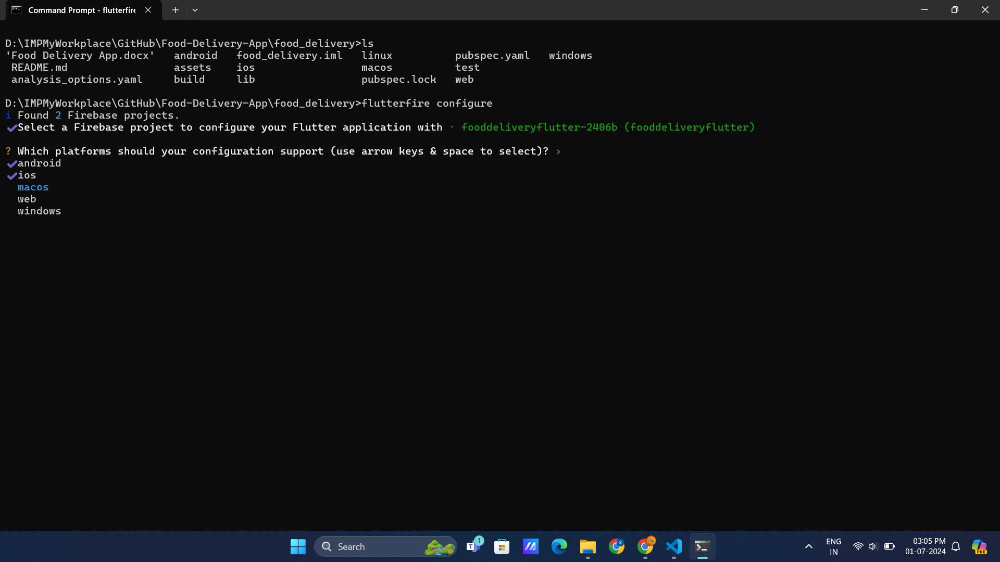 Command Prompt - flutterfire
D:\IMPMyWorkplace\GitHub\Food-Delivery-App\food_delivery>ls
'Food Delivery App.docx'   android   food_delivery.iml   linux          pubspec.yaml   windows
README.md                 assets    ios                 macos          test
analysis_options.yaml     build     lib                 pubspec.lock   web
D:\IMPMyWorkplace\GitHub\Food-Delivery-App\food_delivery>flutterfire configure
i Found 2 Firebase projects.
✔Select a Firebase project to configure your Flutter application with · fooddeliveryflutter-2406b (fooddeliveryflutter)
? Which platforms should your configuration support (use arrow keys & space to select)? ›
✔android
✔ios
macos
web
windows
Search
1
ENG
IN
03:05 PM
01-07-2024
PRE